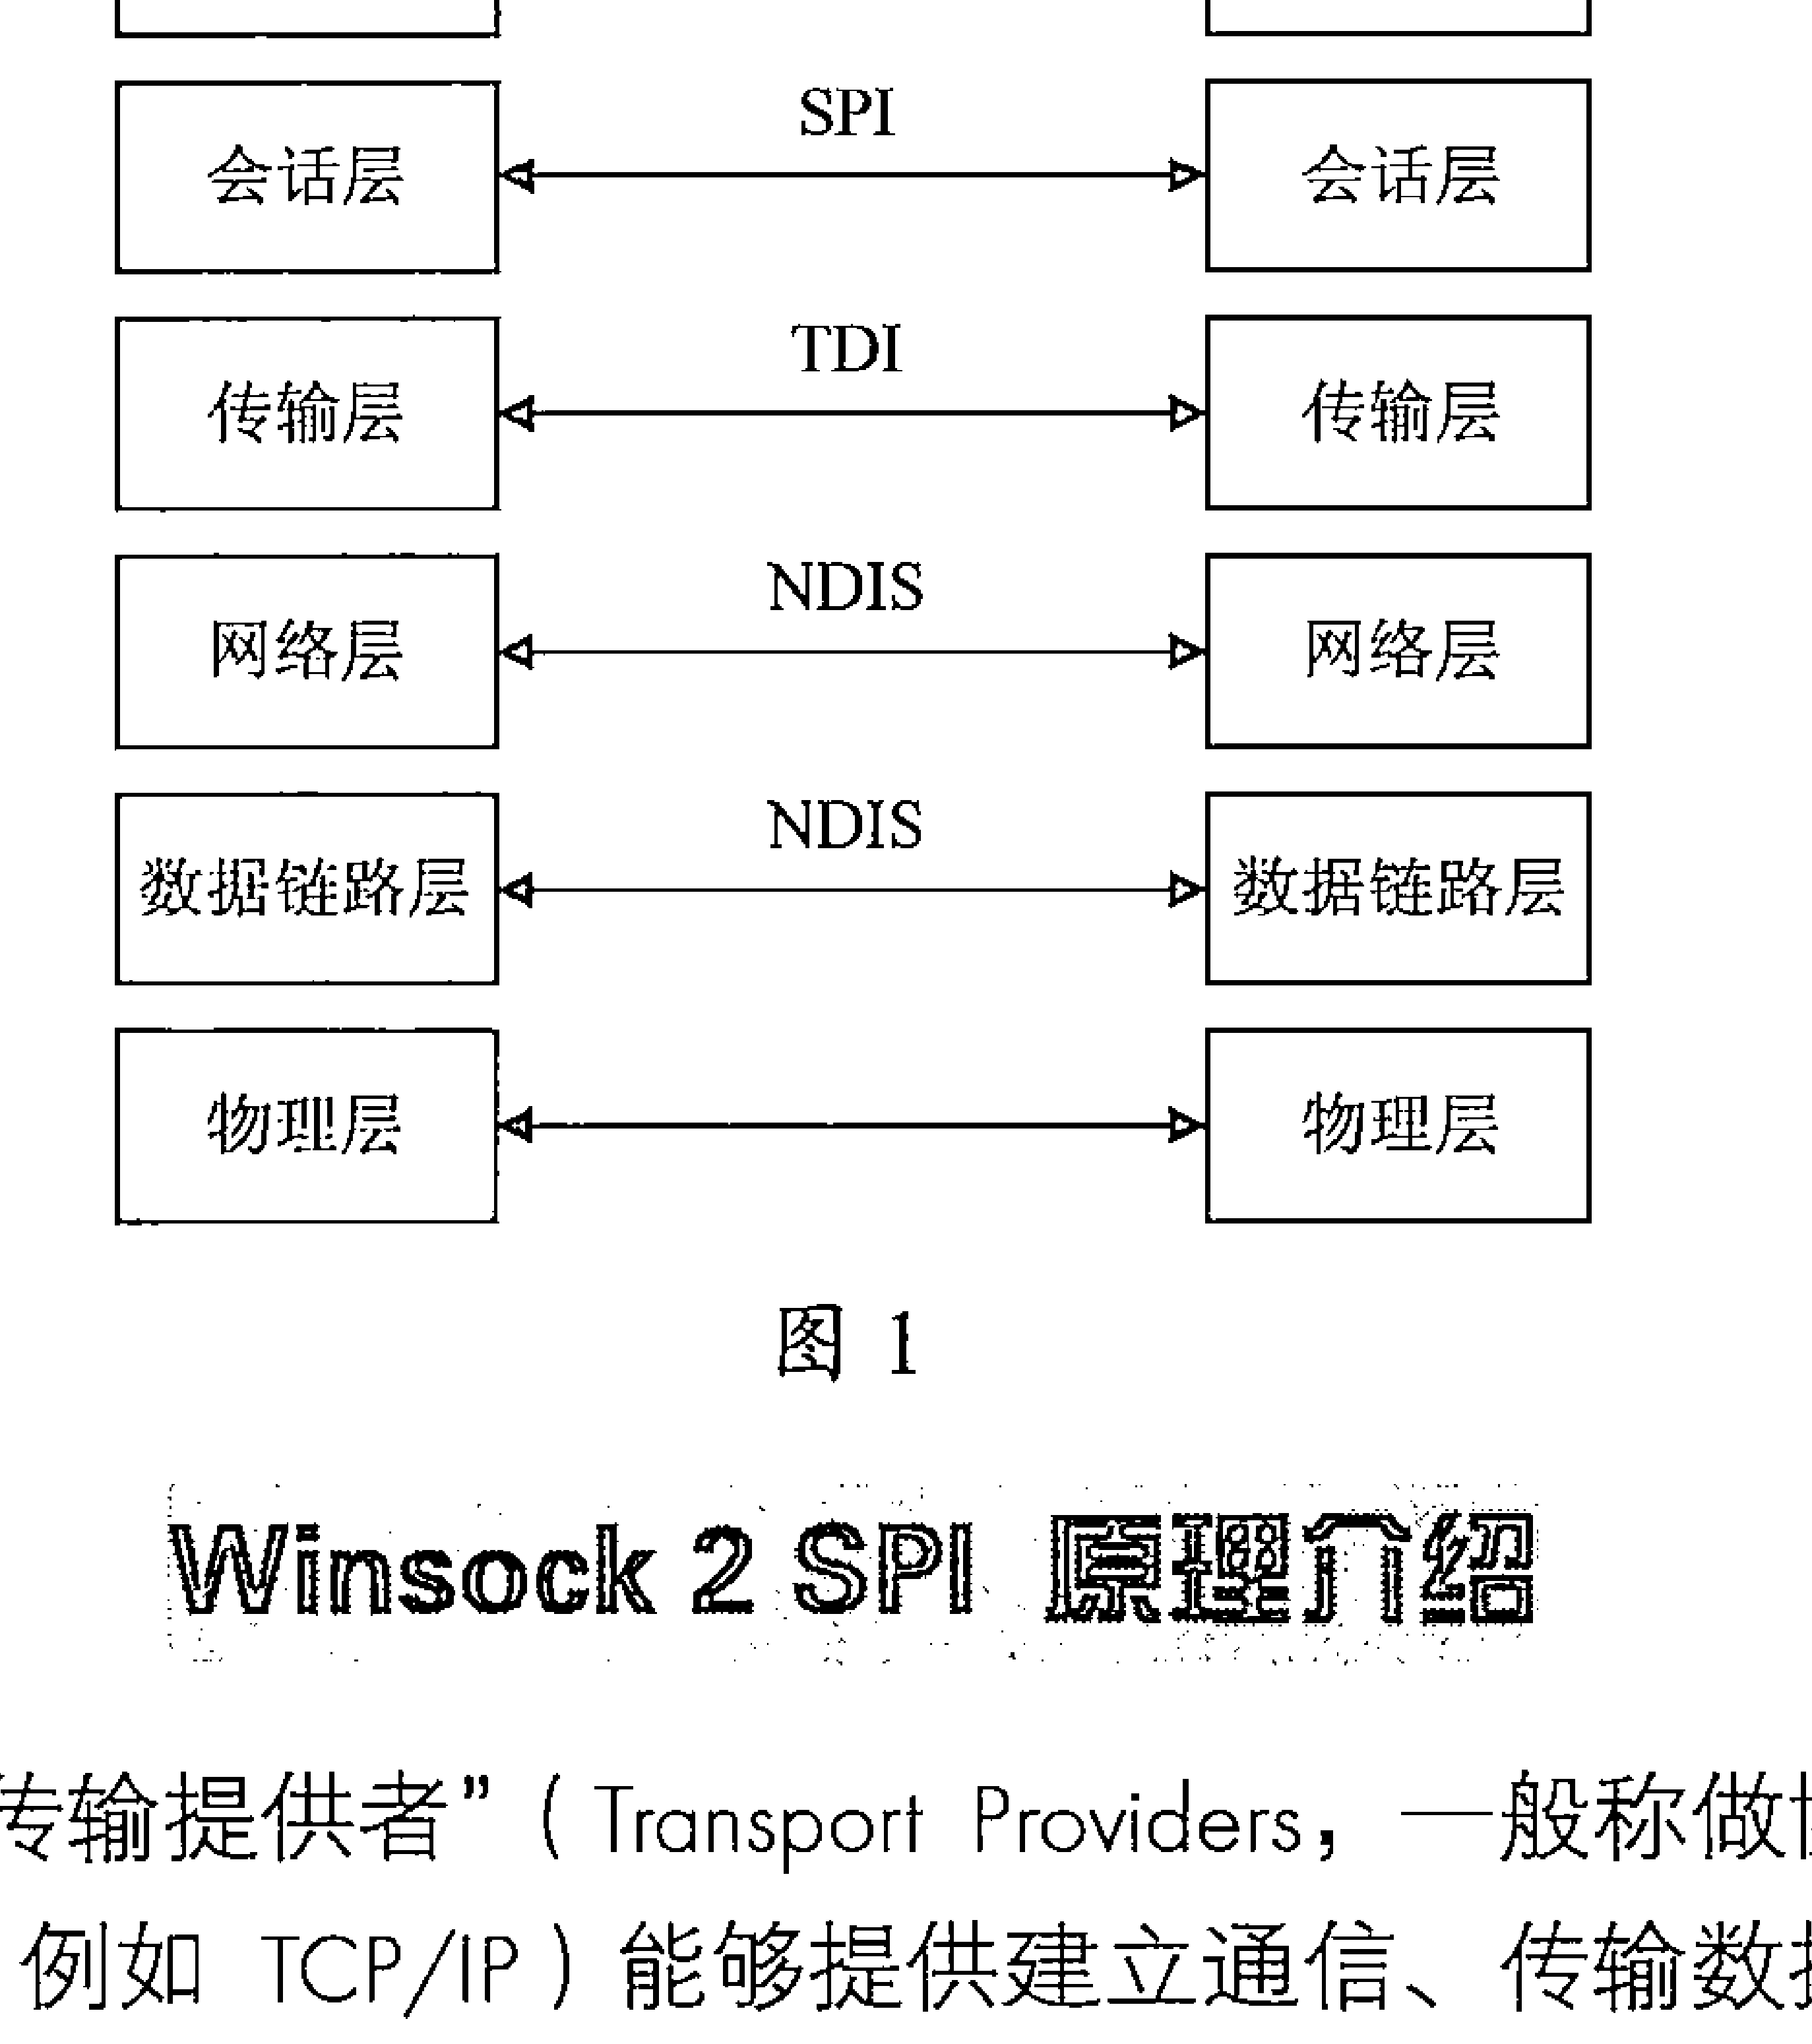 SPI
会话层 会话层
TDI
传输层 传输层
NDIS
网络层 网络层
NDIS
数据链路层 数据链路层
物理层 物理层
图 1
Winsock 2 SPI 原理介绍
传输提供者”（Transport Providers，一般称做
例如 TCP/IP）能够提供建立通信、传输数